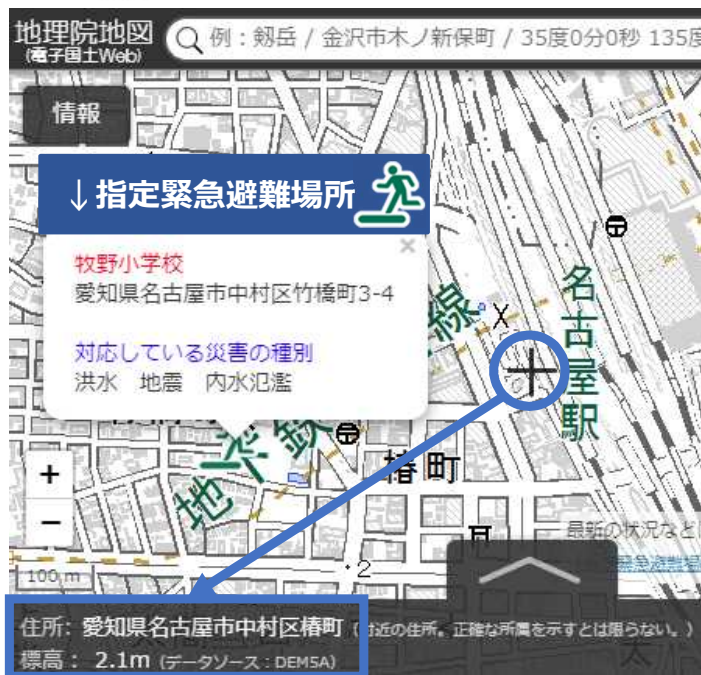 地理院地図
(電子国土Web)
例：剱岳 / 金沢市木ノ新保町 / 35度0分0秒 135度
情報
↓指定緊急避難場所
牧野小学校
愛知県名古屋市中村区竹橋町3-4
対応している災害の種別
洪水 地震 内水氾濫
×
名古屋駅
線
地下鉄
椿町
+
−
100 m
・2
最新の状況など
住所: 愛知県名古屋市中村区椿町 (付近の住所。正確な所属を示すとは限らない。)
標高： 2.1m (データソース：DEM5A)
太